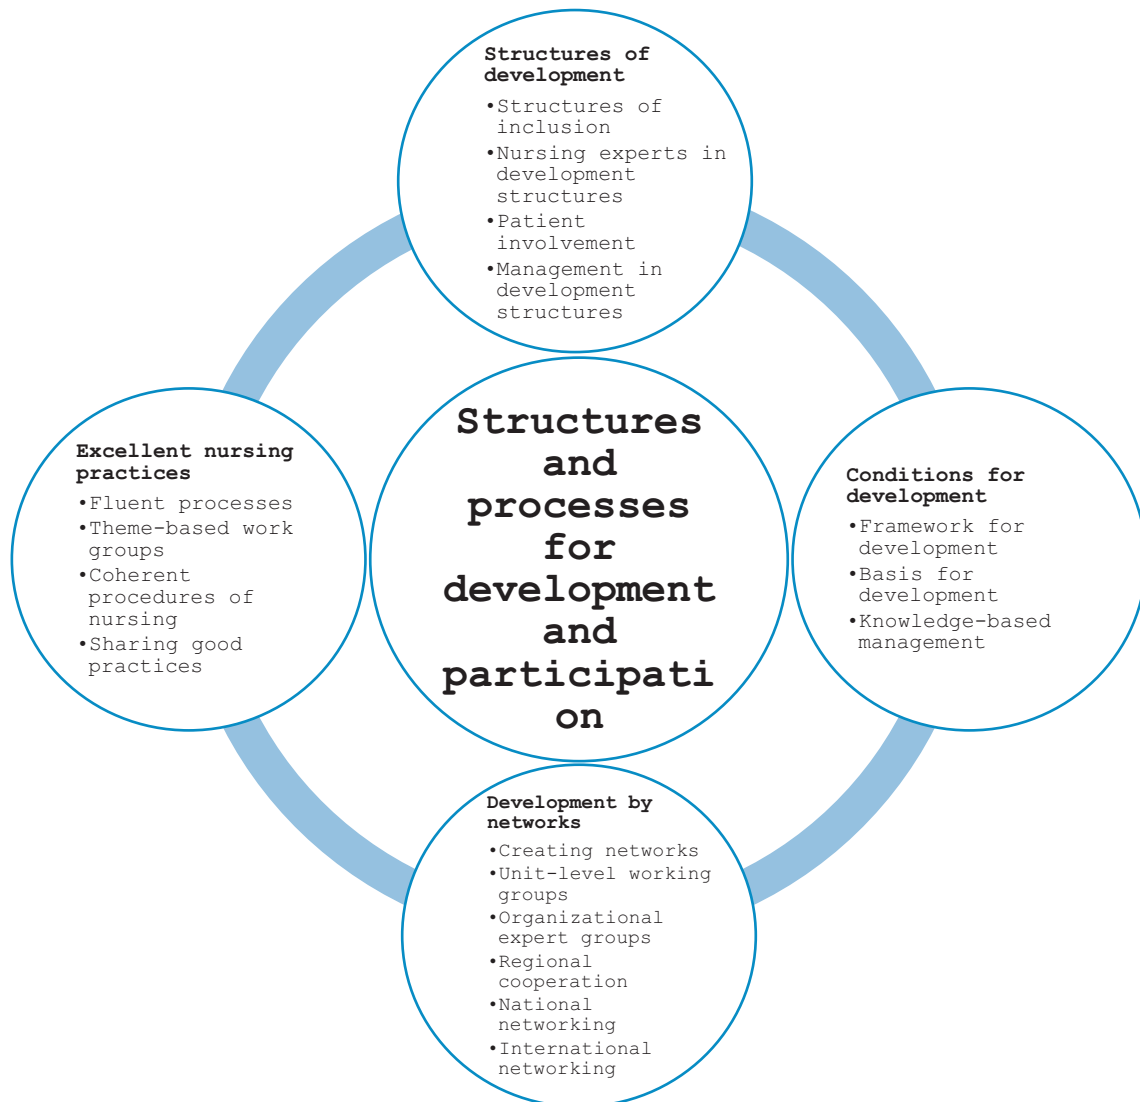 Structures of
development
•Structures of
inclusion
•Nursing experts in
development
structures
•Patient
involvement
•Management in
development
structures
Excellent nursing
practices
•Fluent processes
•Theme-based work
groups
•Coherent
procedures of
nursing
•Sharing good
practices
Structures
and
processes
for
development
and
participati
on
Conditions for
development
•Framework for
development
•Basis for
development
•Knowledge-based
management
Development by
networks
•Creating networks
•Unit-level working
groups
•Organizational
expert groups
•Regional
cooperation
•National
networking
•International
networking